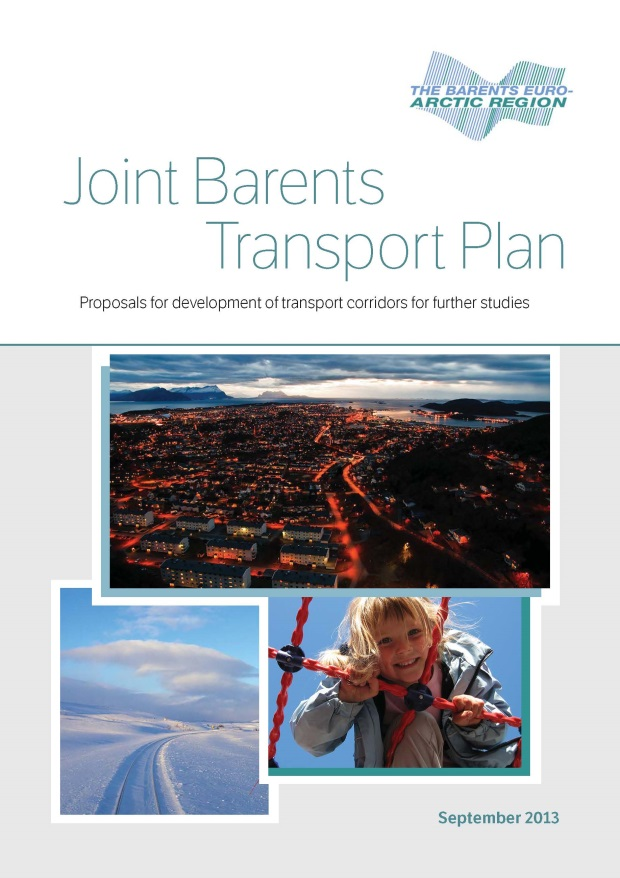 THE BARENTS EURO-
ARCTIC REGION
Joint Barents
Transport Plan
Proposals for development of transport corridors for further studies
September 2013